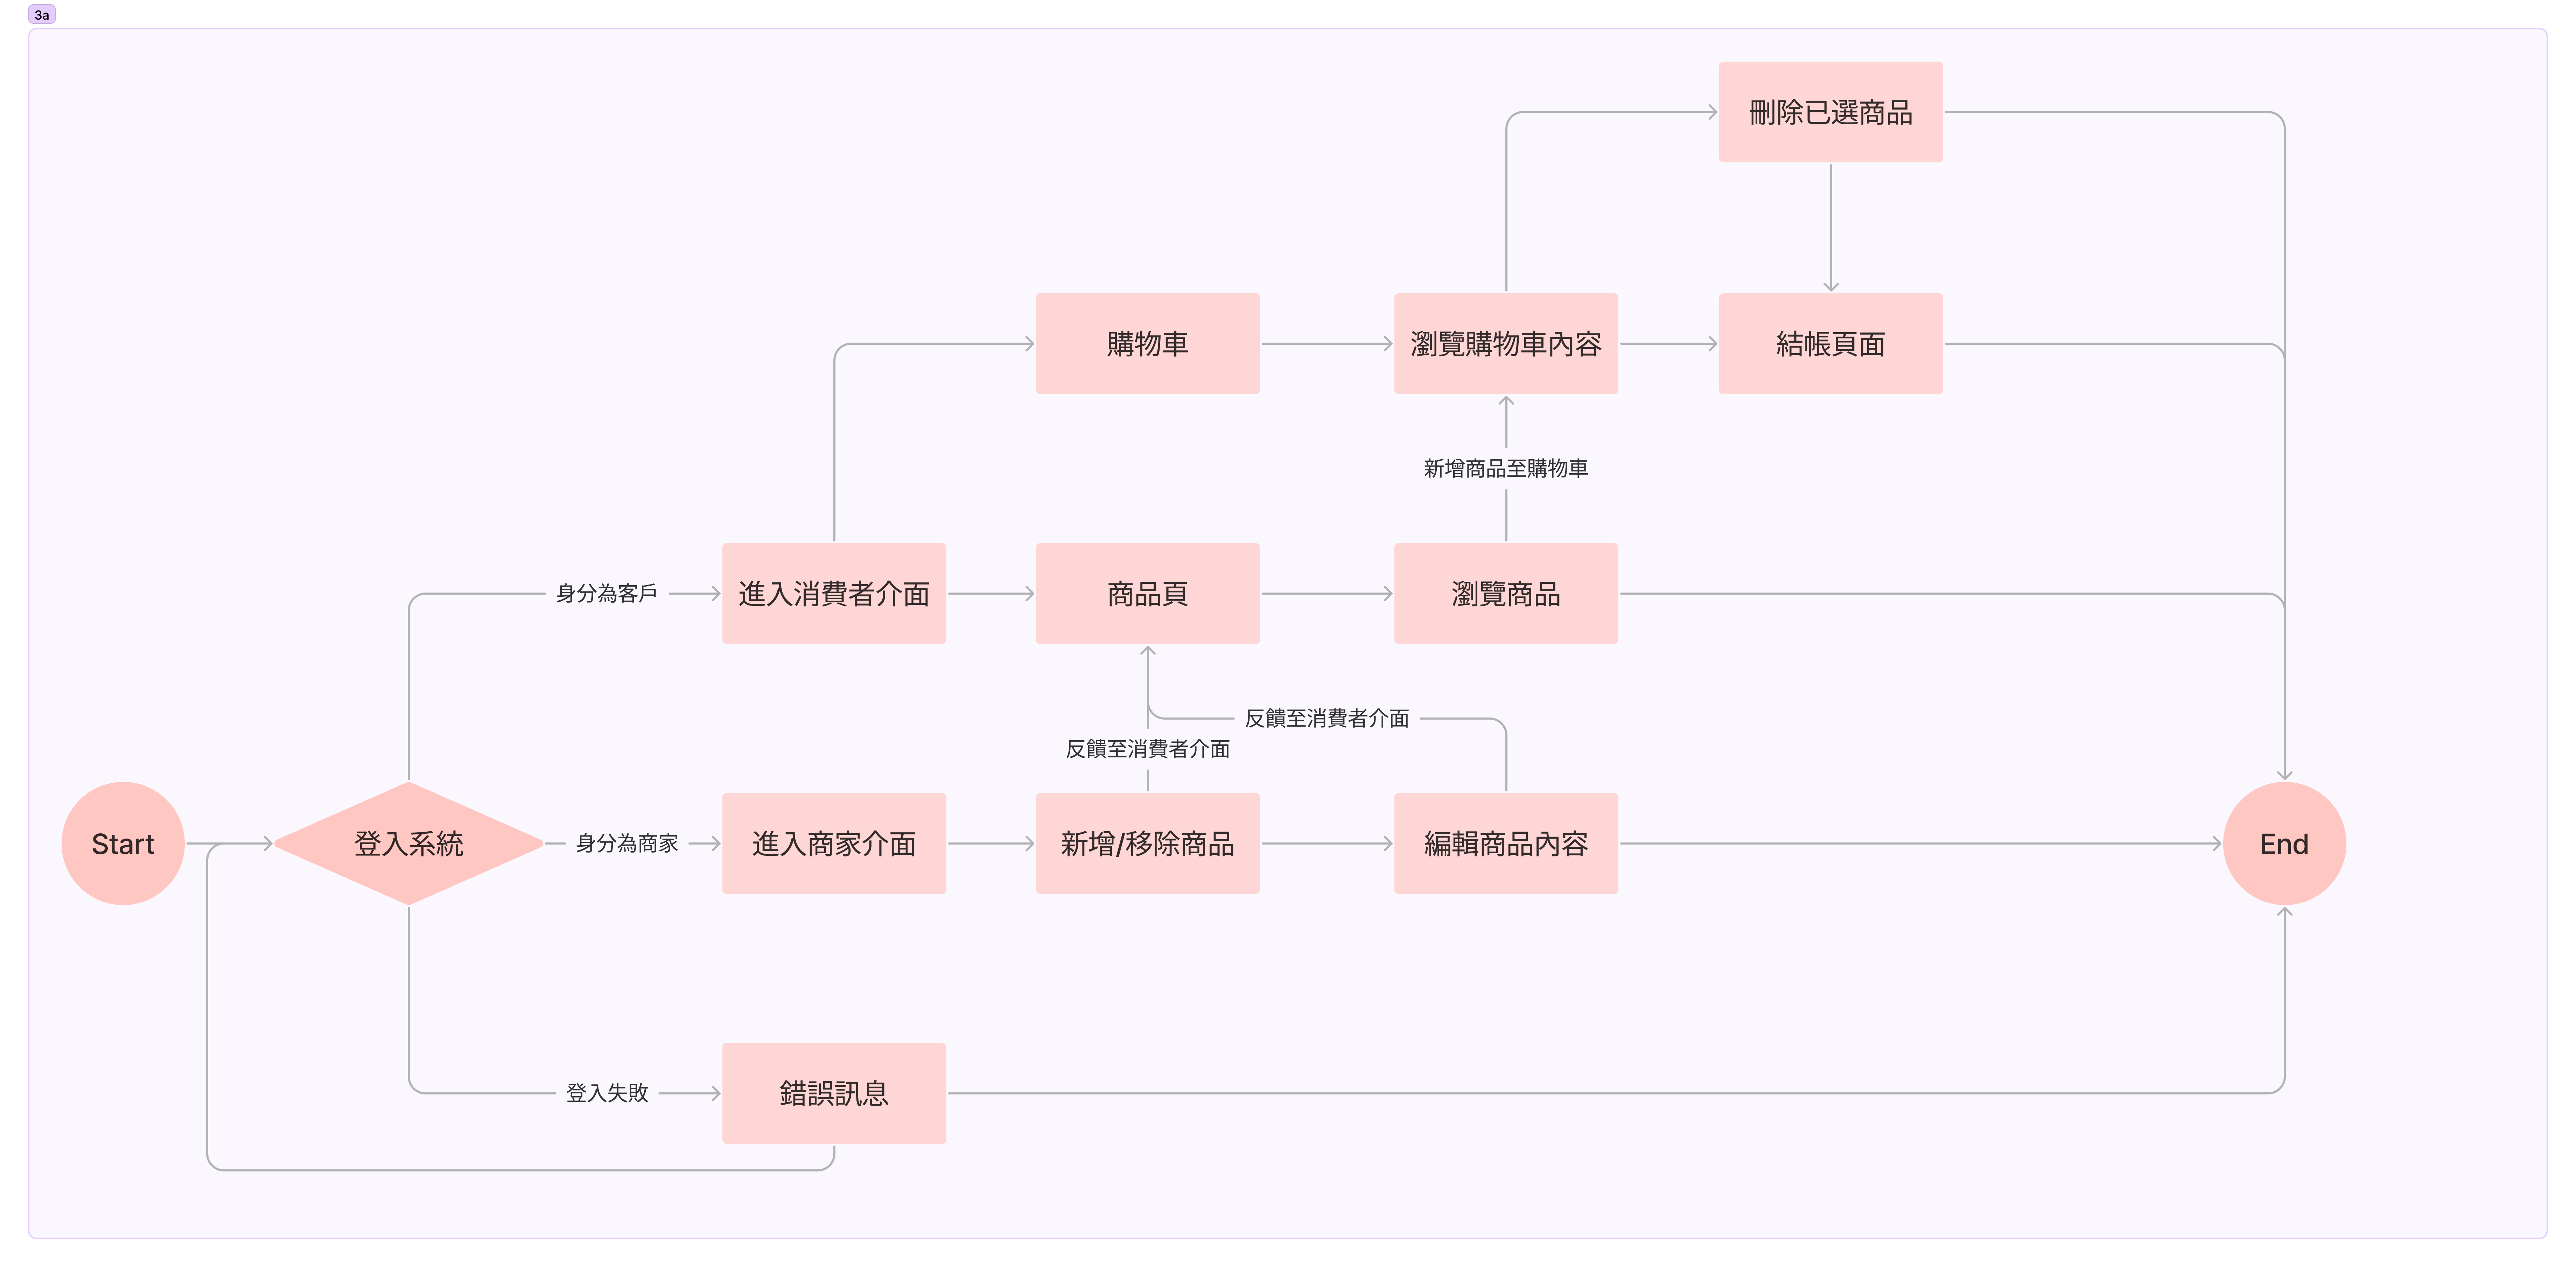 3a
刪除已選商品
購物車
瀏覽購物車內容
結帳頁面
新增商品至購物車
身分為客戶
進入消費者介面
商品頁
瀏覽商品
反饋至消費者介面
反饋至消費者介面
Start
登入系統
身分為商家
進入商家介面
新增/移除商品
編輯商品內容
End
登入失敗
錯誤訊息